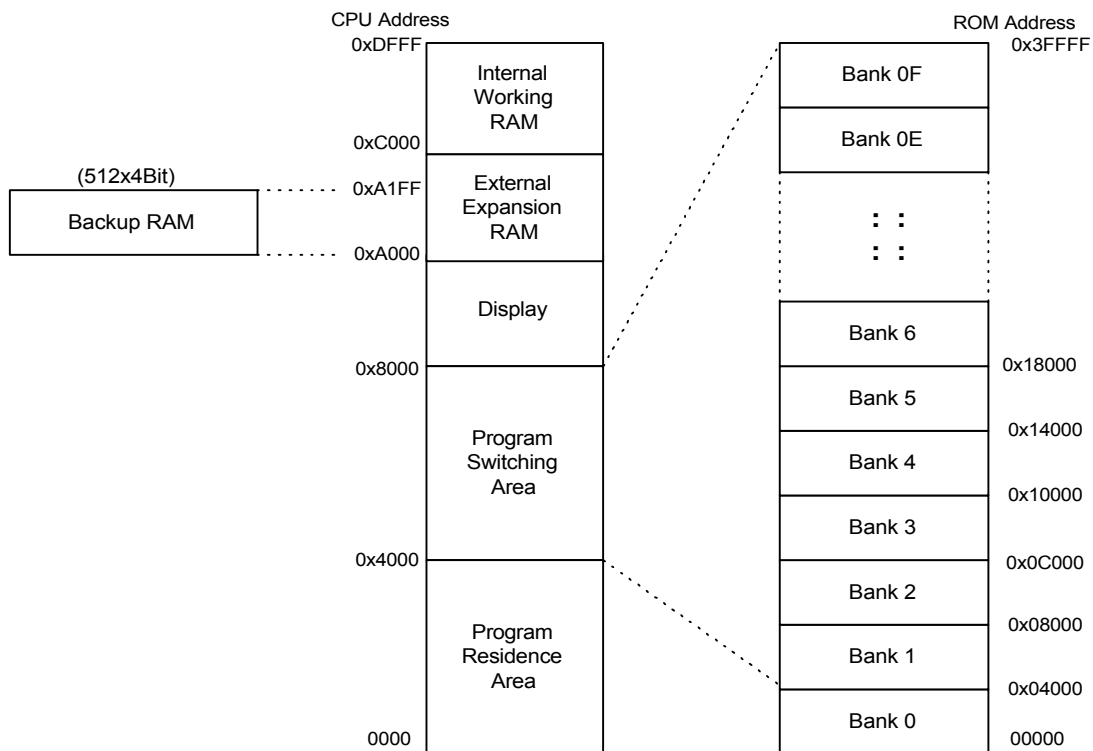 CPU Address
0xDFFF
Internal
Working
RAM
0xC000
(512x4Bit)
Backup RAM
0xA1FF
External
Expansion
RAM
0xA000
Display
0x8000
Program
Switching
Area
0x4000
Program
Residence
Area
0000
ROM Address
0x3FFFF
Bank 0F
Bank 0E
: :
: :
Bank 6
0x18000
Bank 5
0x14000
Bank 4
0x10000
Bank 3
0x0C000
Bank 2
0x08000
Bank 1
0x04000
Bank 0
00000